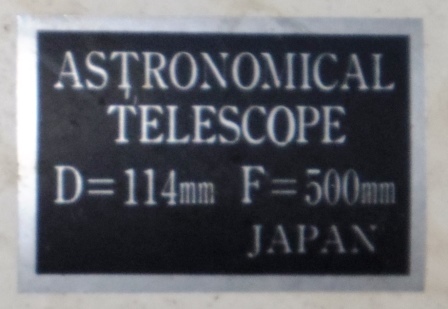 ASTRONOMICAL
TELESCOPE
D=114mm F=500mm
JAPAN